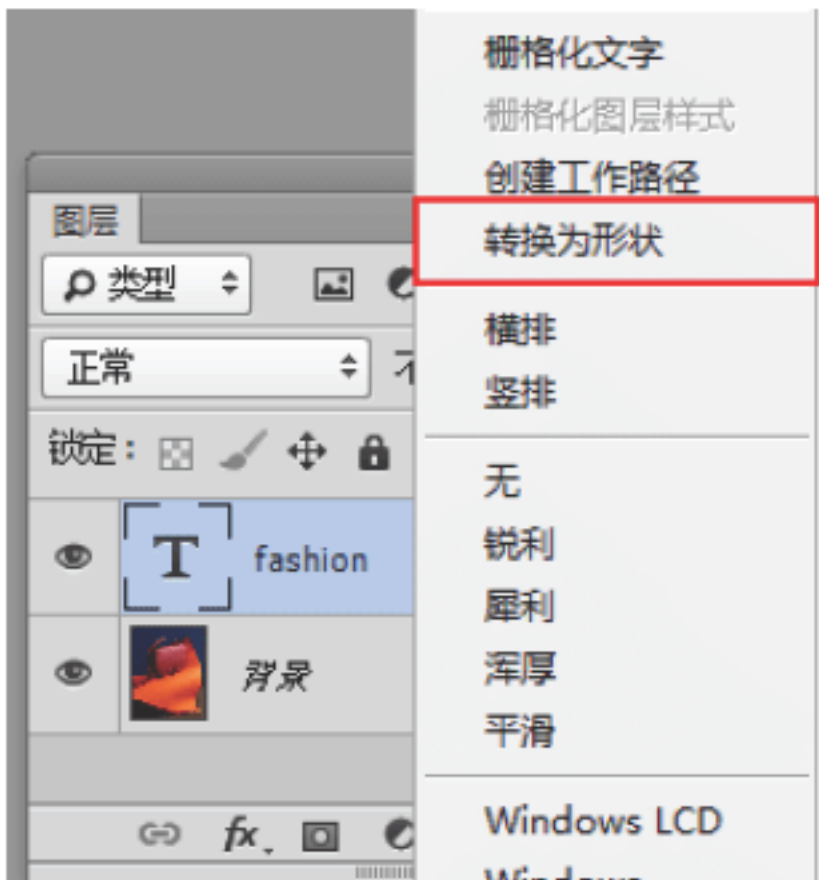 栅格化文字
栅格化图层样式
创建工作路径
转换为形状
横排
竖排
无
锐利
犀利
浑厚
平滑
Windows LCD
Windows
图层
类型
正常
锁定：
T
fashion
背景
fx.